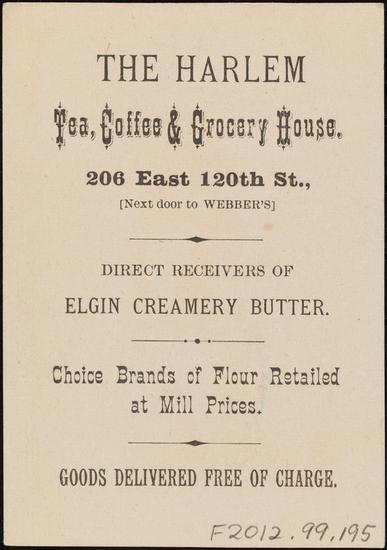 THE HARLEM
Tea, Coffee & Grocery House.
206 East 120th St.,
[Next door to WEBBER'S]
DIRECT RECEIVERS OF
ELGIN CREAMERY BUTTER.
Choice Brands of Flour Retailed
at Mill Prices.
GOODS DELIVERED FREE OF CHARGE.
F2012.99.195